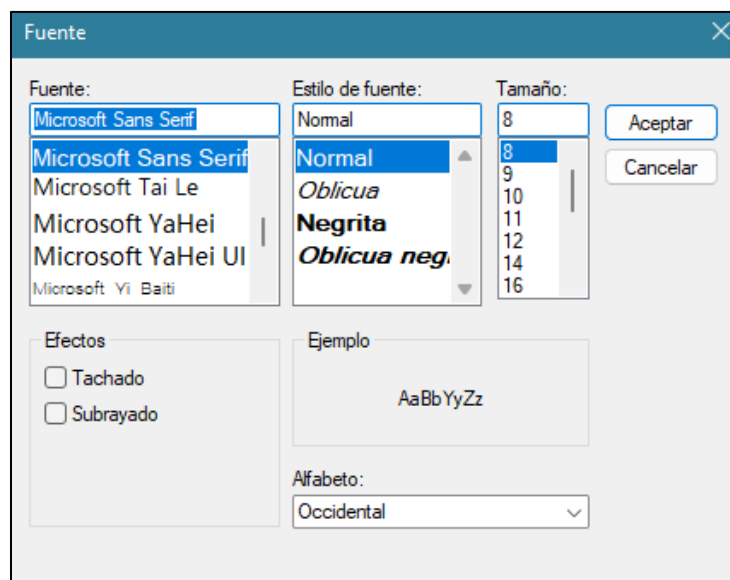 Fuente
Fuente:
Microsoft Sans Serif
Microsoft Sans Serif
Microsoft Tai Le
Microsoft YaHei
Microsoft YaHei UI
Microsoft Yi Baiti
Estilo de fuente:
Normal
Normal
Oblicua
Negrita
Oblicua neg
Tamaño:
8
8
9
10
11
12
14
16
Aceptar
Cancelar
Efectos
Tachado
Subrayado
Ejemplo
AaBbYyZz
Alfabeto:
Occidental